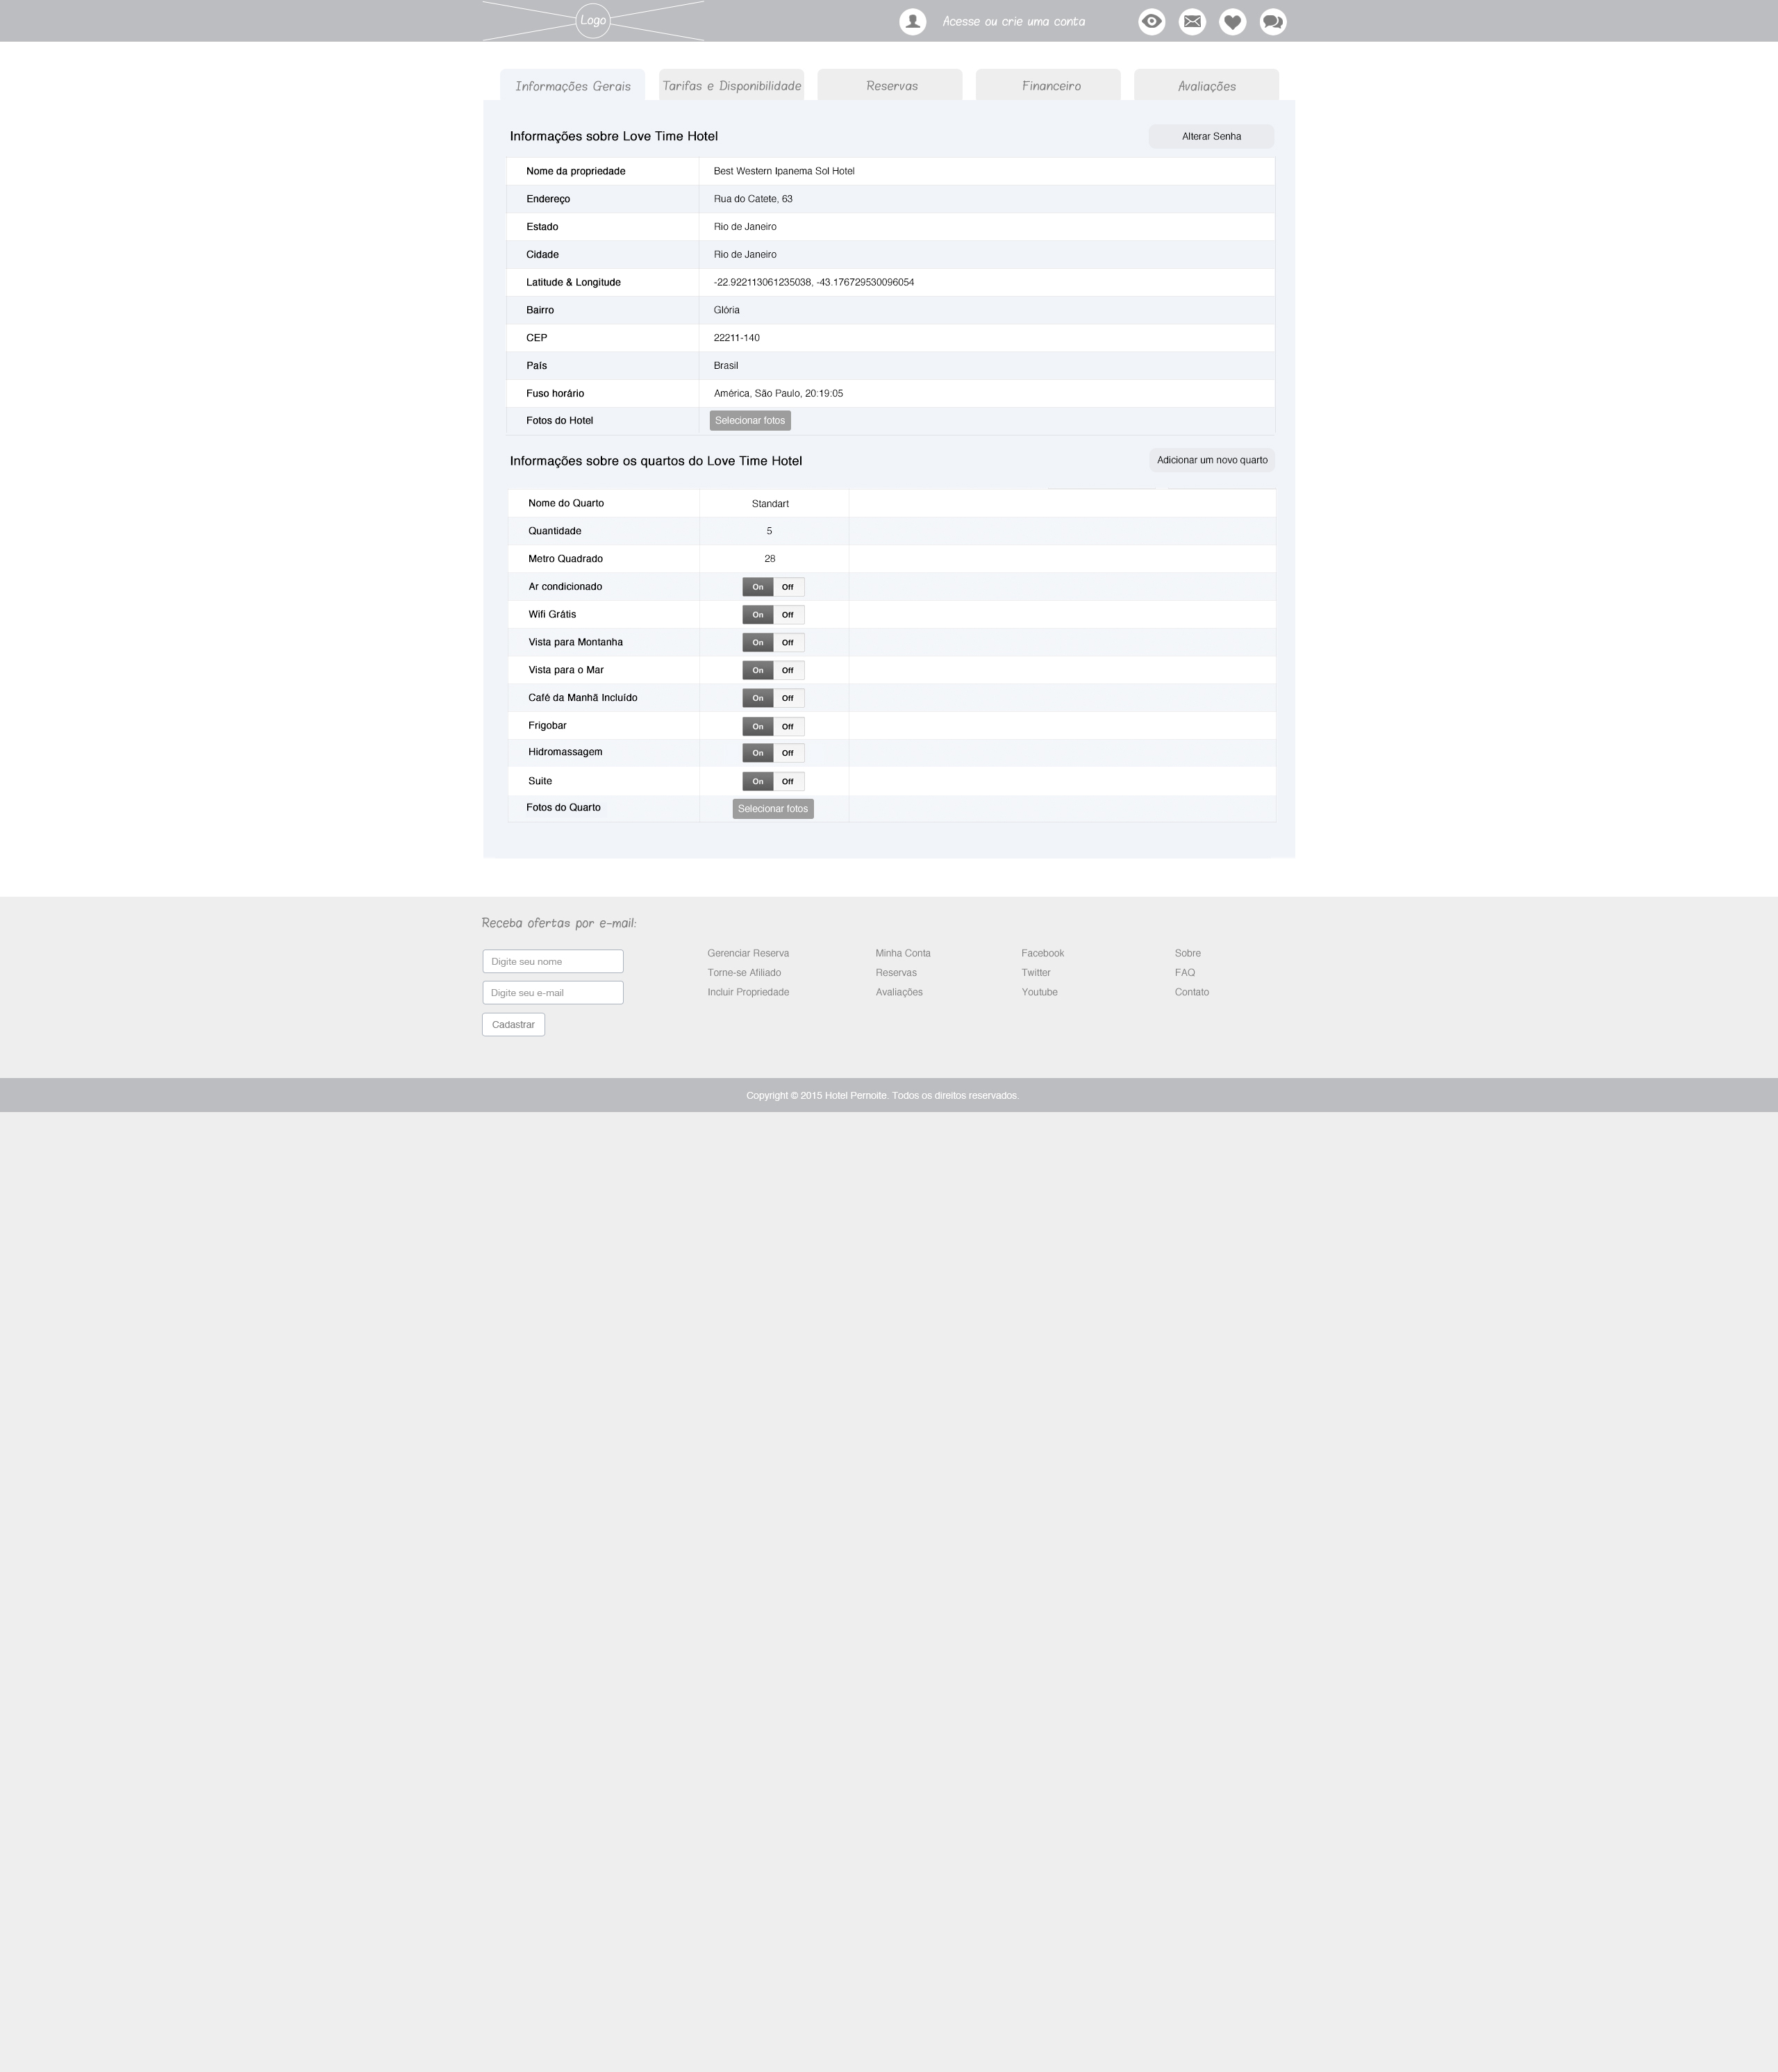 Logo
Acesse ou crie uma conta
Informações Gerais
Tarifas e Disponibilidade
Reservas
Financeiro
Avaliações
Informações sobre Love Time Hotel
Alterar Senha
Nome da propriedade Best Western Ipanema Sol Hotel
Endereço Rua do Catete, 63
Estado Rio de Janeiro
Cidade Rio de Janeiro
Latitude & Longitude -22.922113061235038, -43.176729530096054
Bairro Glória
CEP 22211-140
País Brasil
Fuso horário América, São Paulo, 20:19:05
Fotos do Hotel Selecionar fotos
Informações sobre os quartos do Love Time Hotel
Adicionar um novo quarto
Nome do Quarto Standart
Quantidade 5
Metro Quadrado 28
Ar condicionado On Off
Wifi Grátis On Off
Vista para Montanha On Off
Vista para o Mar On Off
Café da Manhã Incluído On Off
Frigobar On Off
Hidromassagem On Off
Suite On Off
Fotos do Quarto Selecionar fotos
Receba ofertas por e-mail:
Digite seu nome
Digite seu e-mail
Cadastrar
Gerenciar Reserva
Torne-se Afiliado
Incluir Propriedade
Minha Conta
Reservas
Avaliações
Facebook
Twitter
Youtube
Sobre
FAQ
Contato
Copyright © 2015 Hotel Pernoite. Todos os direitos reservados.